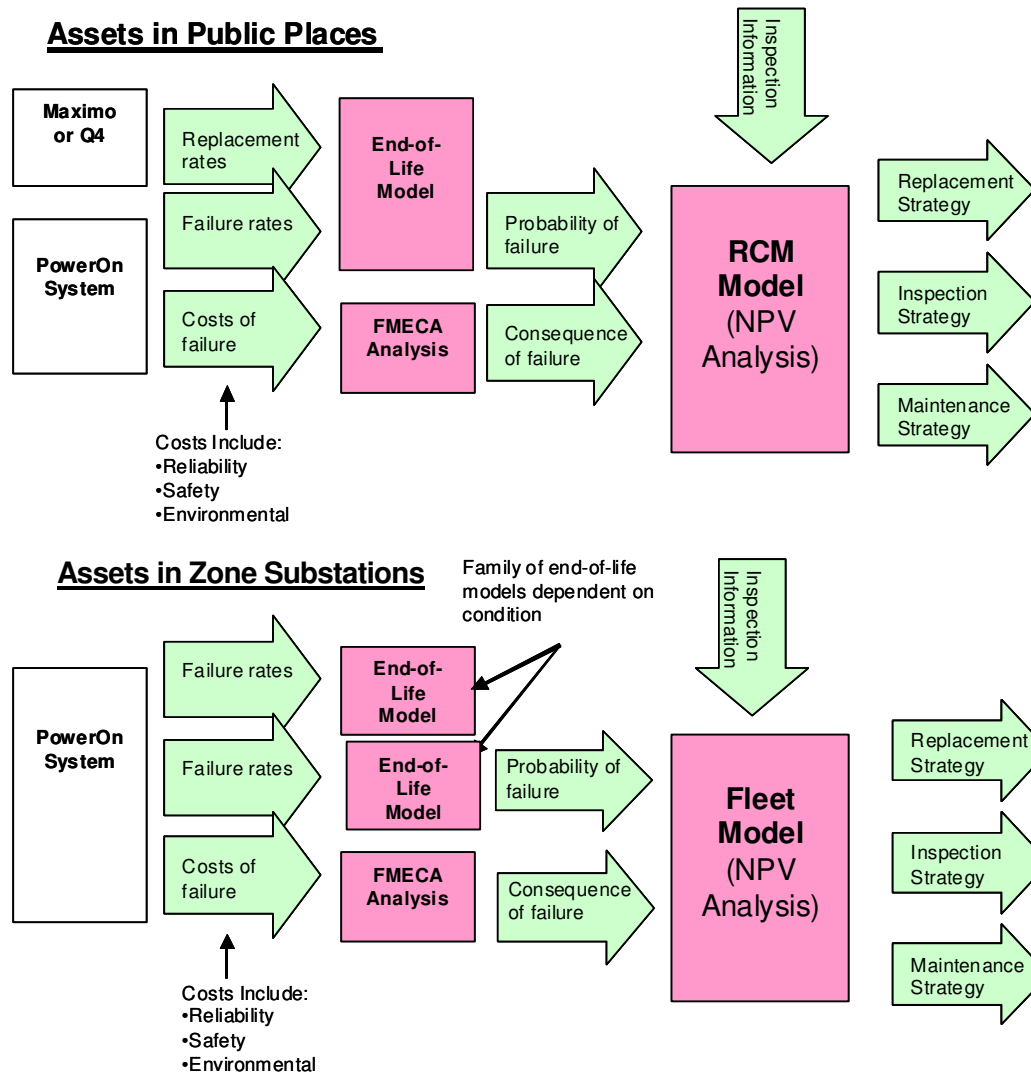 Assets in Public Places
Inspection
Information
Maximo
or Q4
Replacement
rates
End-of-
Life
Model
Replacement
Strategy
PowerOn
System
Failure rates
Probability of
failure
RCM
Model
(NPV
Analysis)
Inspection
Strategy
Costs of
failure
FMECA
Analysis
Consequence
of failure
Maintenance
Strategy
Costs Include:
•Reliability
•Safety
•Environmental
Assets in Zone Substations
Family of end-of-life
models dependent on
condition
Inspection
Information
PowerOn
System
Failure rates
End-of-
Life
Model
Failure rates
End-of-
Life
Model
Probability of
failure
Fleet
Model
(NPV
Analysis)
Replacement
Strategy
Inspection
Strategy
Costs of
failure
FMECA
Analysis
Consequence
of failure
Maintenance
Strategy
Costs Include:
•Reliability
•Safety
•Environmental